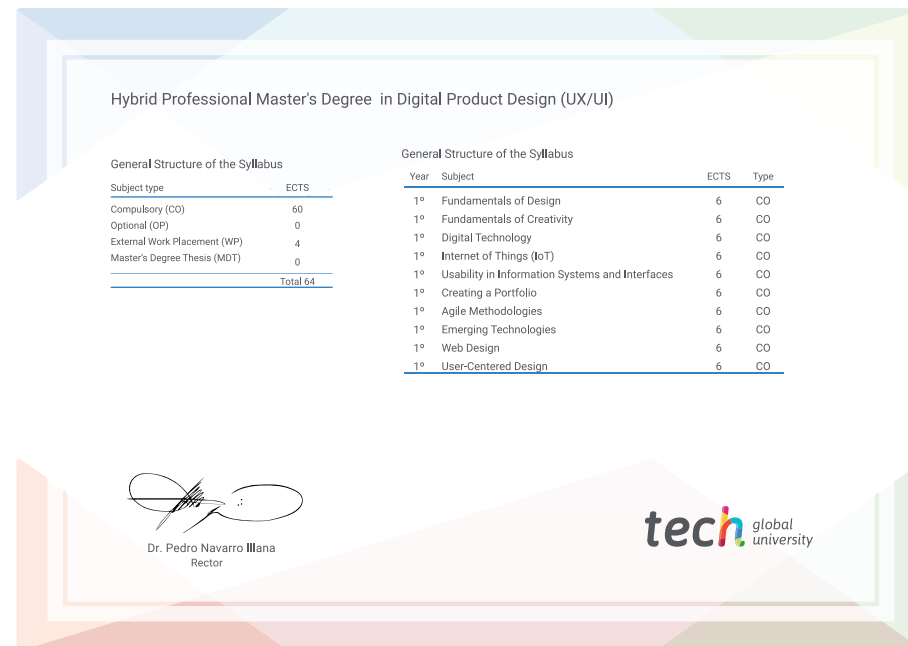 Hybrid Professional Master's Degree in Digital Product Design (UX/UI)
General Structure of the Syllabus
Subject type ECTS
Compulsory (CO) 60
Optional (OP) 0
External Work Placement (WP) 4
Master's Degree Thesis (MDT) 0
Total 64
General Structure of the Syllabus
Year Subject ECTS Type
1º Fundamentals of Design 6 CO
1º Fundamentals of Creativity 6 CO
1º Digital Technology 6 CO
1º Internet of Things (IoT) 6 CO
1º Usability in Information Systems and Interfaces 6 CO
1º Creating a Portfolio 6 CO
1º Agile Methodologies 6 CO
1º Emerging Technologies 6 CO
1º Web Design 6 CO
1º User-Centered Design 6 CO
Dr. Pedro Navarro Illana
Rector
tech global
university